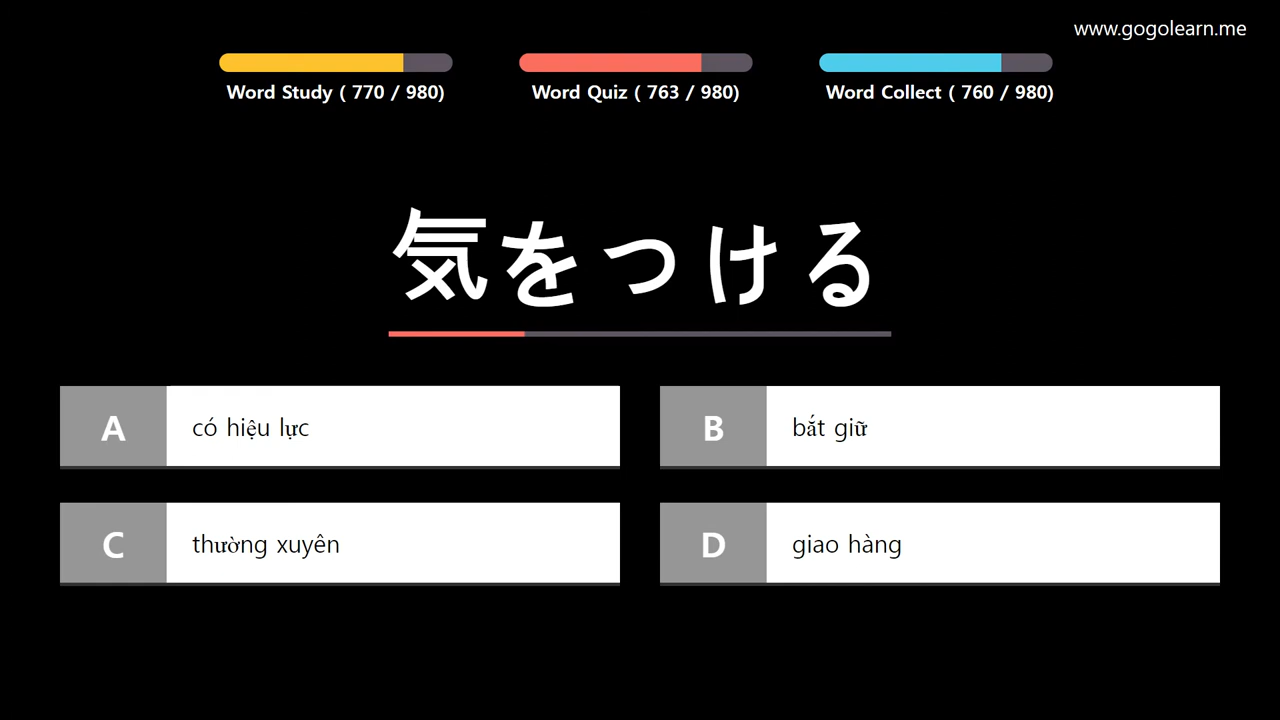 www.gogolearn.me
Word Study ( 770 / 980)
Word Quiz ( 763 / 980)
Word Collect ( 760 / 980)
気をつける
A
có hiệu lực
B
bắt giữ
C
thường xuyên
D
giao hàng